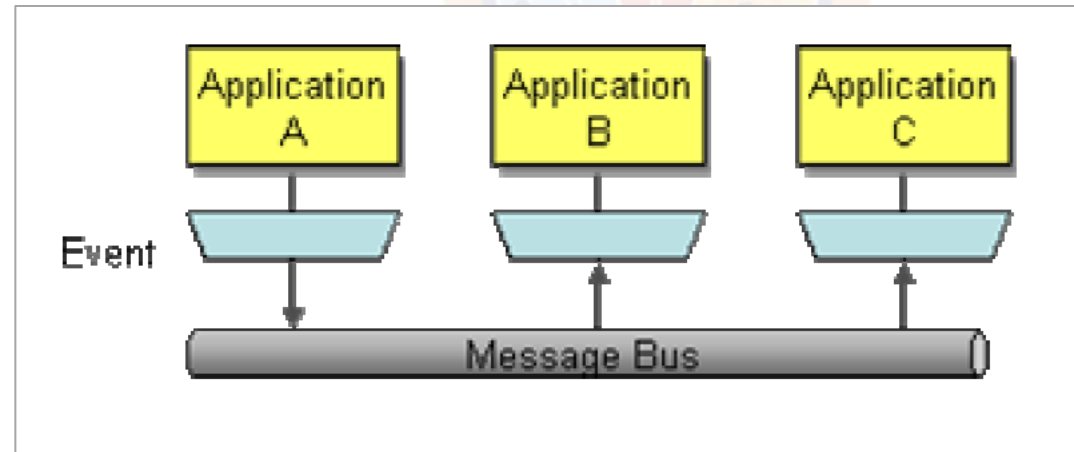 Application
A
Application
B
Application
C
Event
Message Bus